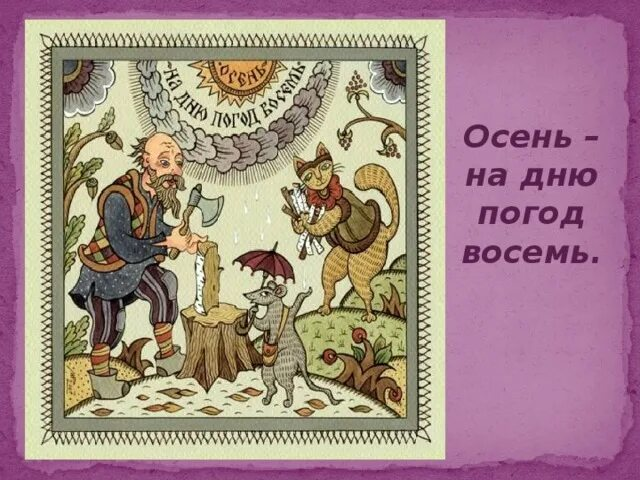 ОСЕНЬ
НА ДНЮ ПОГОД ВОСЕМЬ
Осень –
на дню
погод
восемь.